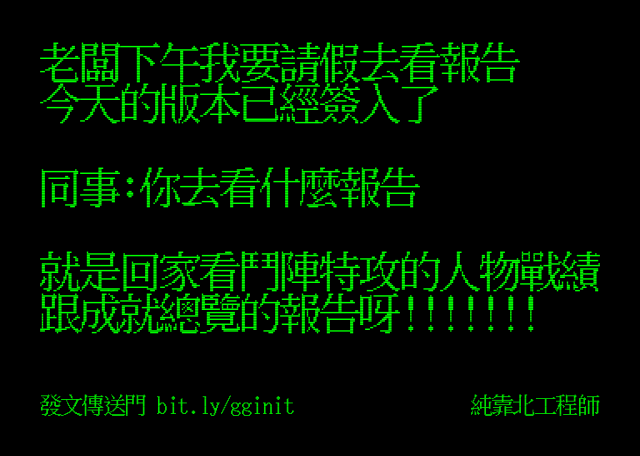 老闆下午我要請假去看報告
今天的版本已經簽入了
同事:你去看什麼報告
就是回家看鬥陣特攻的人物戰績
跟成就總覽的報告呀!!!!!!!
發文傳送門 bit.ly/gginit
純靠北工程師